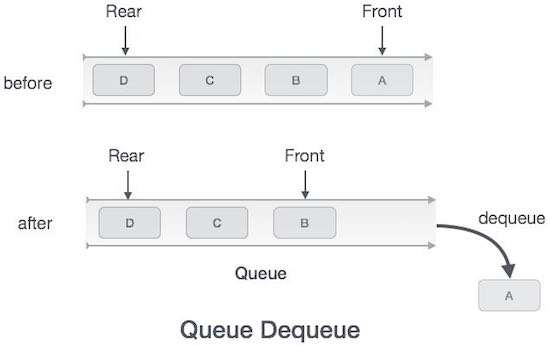 Rear Front
before D C B A
Rear Front
after D C B
dequeue
Queue
A
Queue Dequeue